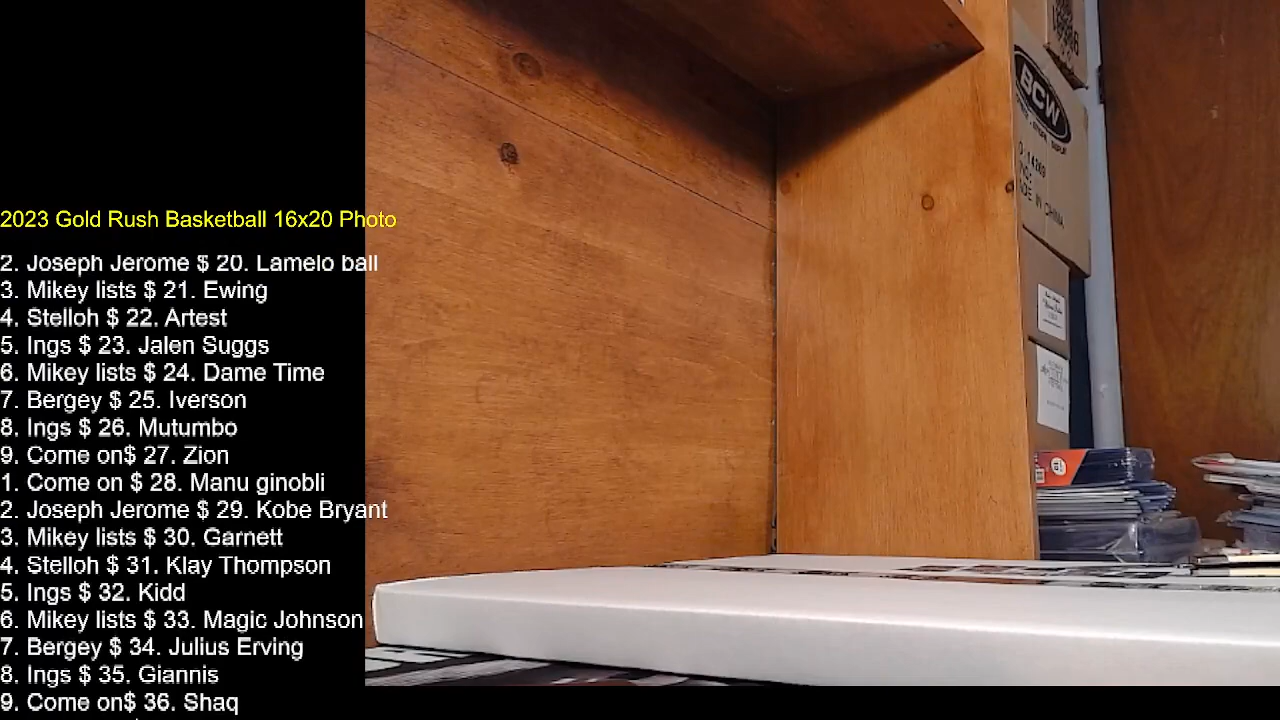 2023 Gold Rush Basketball 16x20 Photo
2. Joseph Jerome $ 20. Lamelo ball
3. Mikey lists $ 21. Ewing
4. Stelloh $ 22. Artest
5. Ings $ 23. Jalen Suggs
6. Mikey lists $ 24. Dame Time
7. Bergey $ 25. Iverson
8. Ings $ 26. Mutumbo
9. Come on$ 27. Zion
1. Come on $ 28. Manu ginobli
2. Joseph Jerome $ 29. Kobe Bryant
3. Mikey lists $ 30. Garnett
4. Stelloh $ 31. Klay Thompson
5. Ings $ 32. Kidd
6. Mikey lists $ 33. Magic Johnson
7. Bergey $ 34. Julius Erving
8. Ings $ 35. Giannis
9. Come on$ 36. Shaq
BCW
CHINA